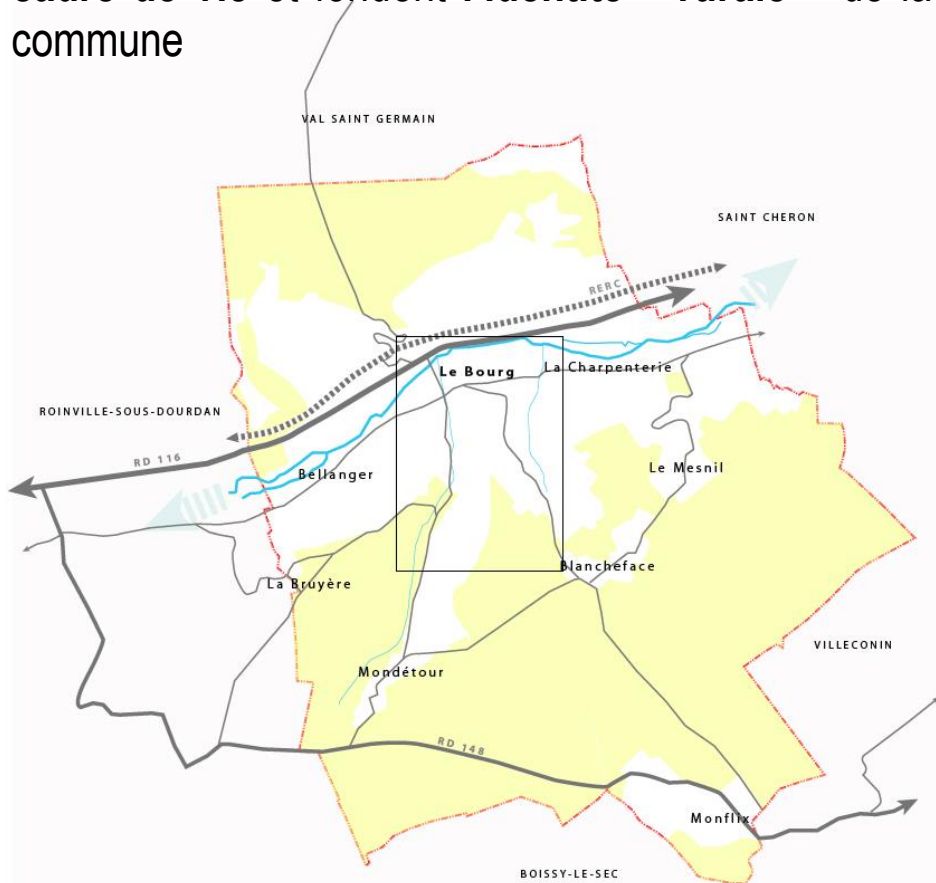 commune
VAL SAINT GERMAIN
SAINT CHERON
RERC
Le Bourg
La Charpenterie
ROINVILLE-SOUS-DOURDAN
RD 116
Bellanger
Le Mesnil
Blancheface
La Bruyère
VILLECONIN
Mondétour
RD 148
Monflix
BOISSY-LE-SEC